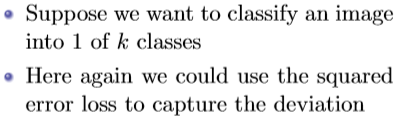 Suppose we want to classify an image
into 1 of k classes
Here again we could use the squared
error loss to capture the deviation